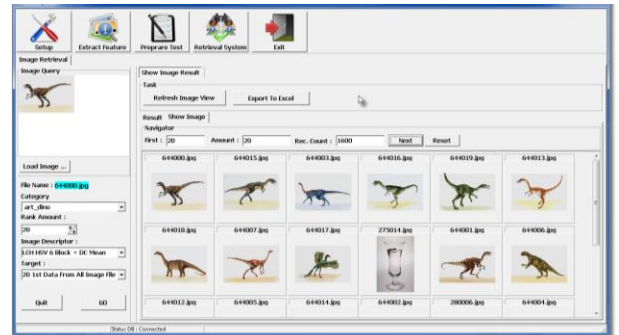 Setup Extract Feature Preprare Test Retrieval System Exit
Image Retrieval
Image Query
Show Image Result
Task
Refresh Image View Export To Excel
Result Show Image
Navigator
First : 20 Amount : 20 Rec. Count : 1600 Next Reset
Load Image ...
File Name : 644000.jpg
Category
art_dino
Rank Amount :
20
Image Descriptor :
LCH HSV 6 Block + DC Mean
Target :
20 1st Data From All Image File
Quit GO
644000.jpg 644015.jpg 644003.jpg 644016.jpg 644019.jpg 644013.jpg
644018.jpg 644007.jpg 644017.jpg 275014.jpg 644001.jpg 644006.jpg
644012.jpg 644005.jpg 644014.jpg 644002.jpg 280006.jpg 644004.jpg
Status DB : Connected